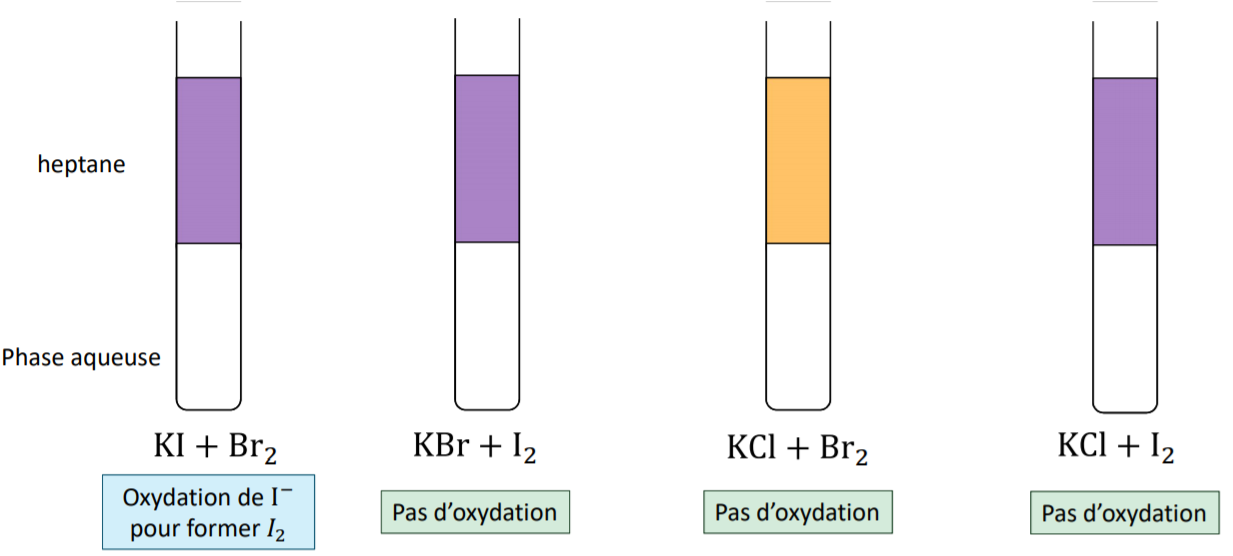 heptane
Phase aqueuse
KI + Br₂
KBr + I₂
KCl + Br₂
KCl + I₂
Oxydation de I⁻
pour former I₂
Pas d’oxydation
Pas d’oxydation
Pas d’oxydation